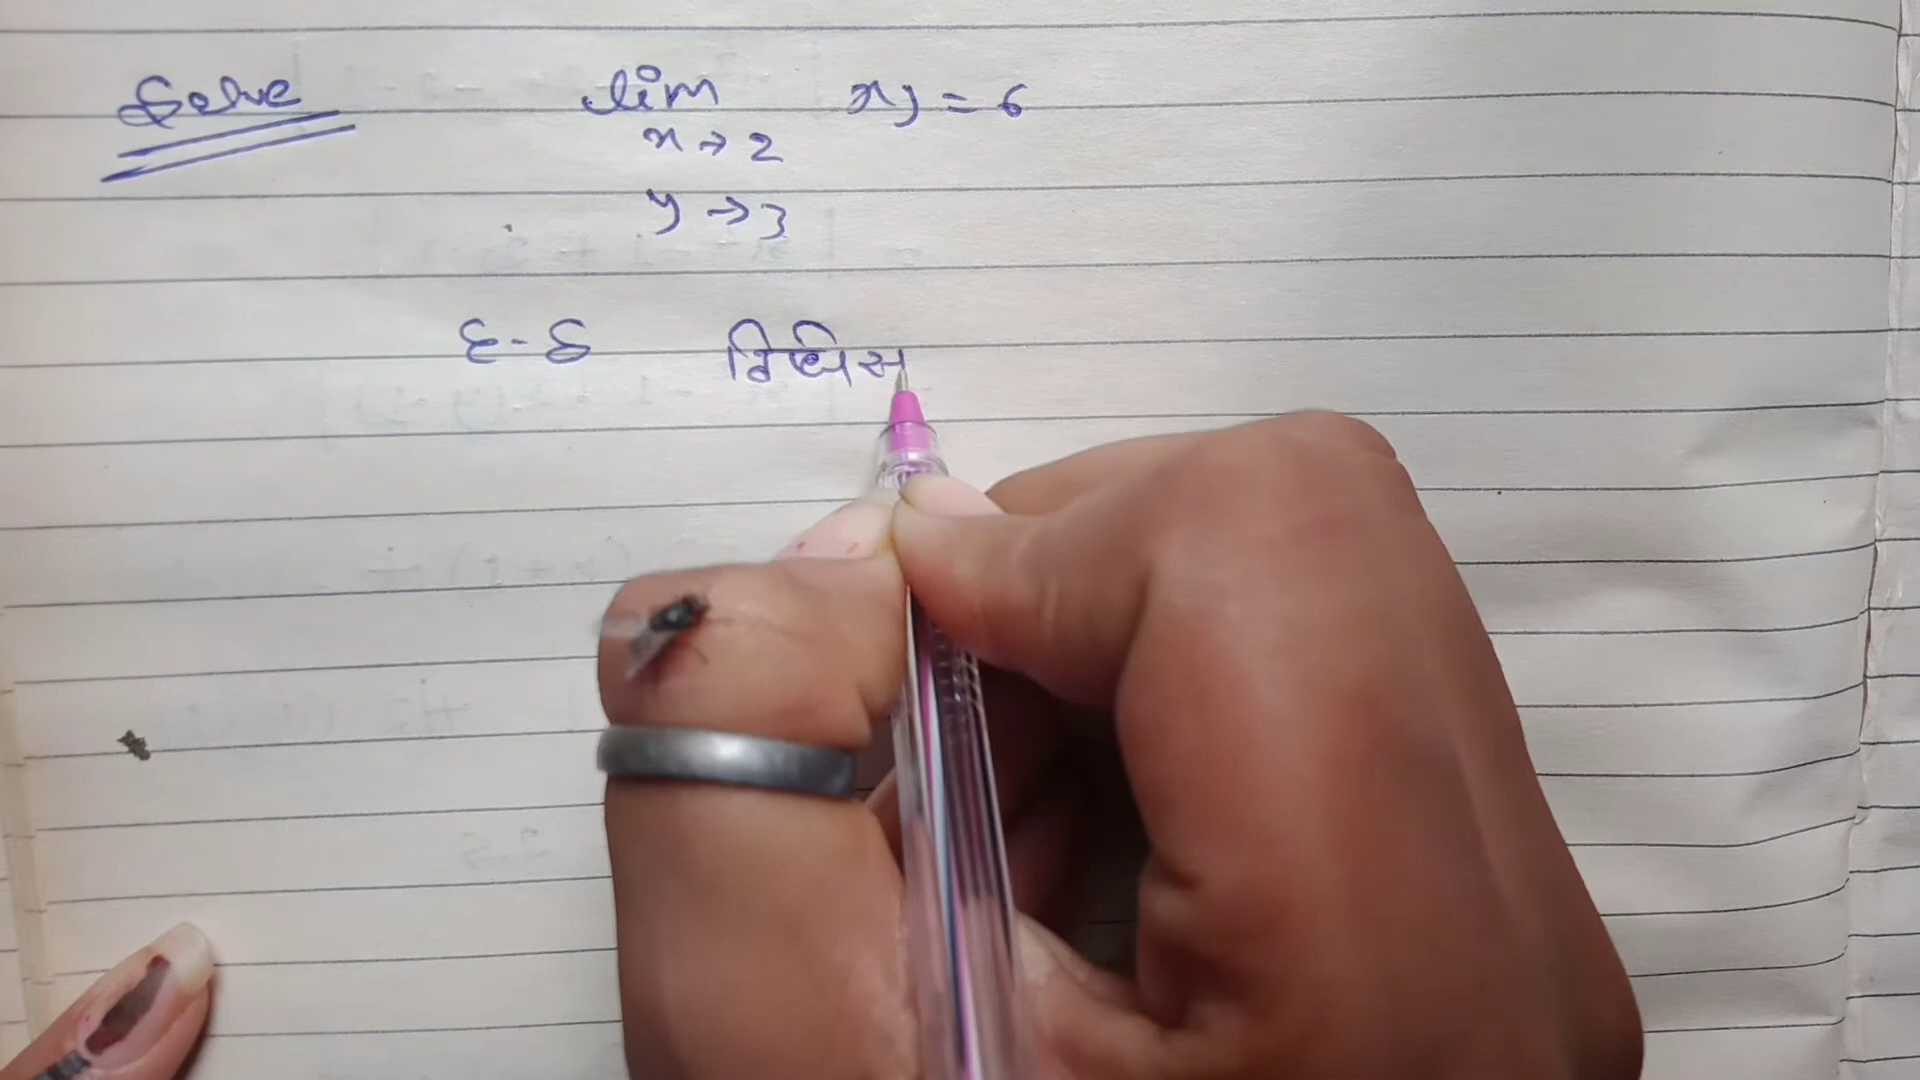 Solve lim xy = 6
x → 2
y → 3
ε-δ विधि स